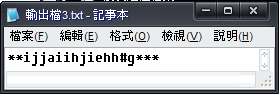 輸出檔3.txt - 記事本
檔案(F) 編輯(E) 格式(O) 檢視(V) 說明(H)
**ijjaiihjiehh#g***